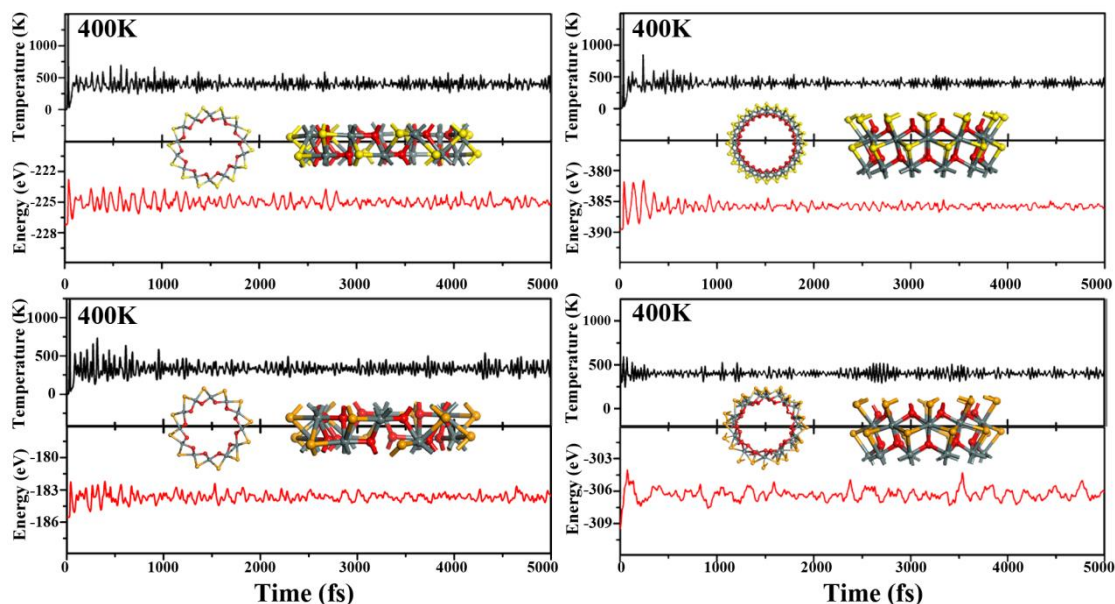 400K
Temperature (K)
1000
500
0
Energy (eV)
-222
-225
-228
0 1000 2000 3000 4000 5000
400K
Temperature (K)
1000
500
0
Energy (eV)
-380
-385
-390
0 1000 2000 3000 4000 5000
400K
Temperature (K)
1000
500
0
Energy (eV)
-180
-183
-186
0 1000 2000 3000 4000 5000
Time (fs)
400K
Temperature (K)
1000
500
0
Energy (eV)
-303
-306
-309
0 1000 2000 3000 4000 5000
Time (fs)